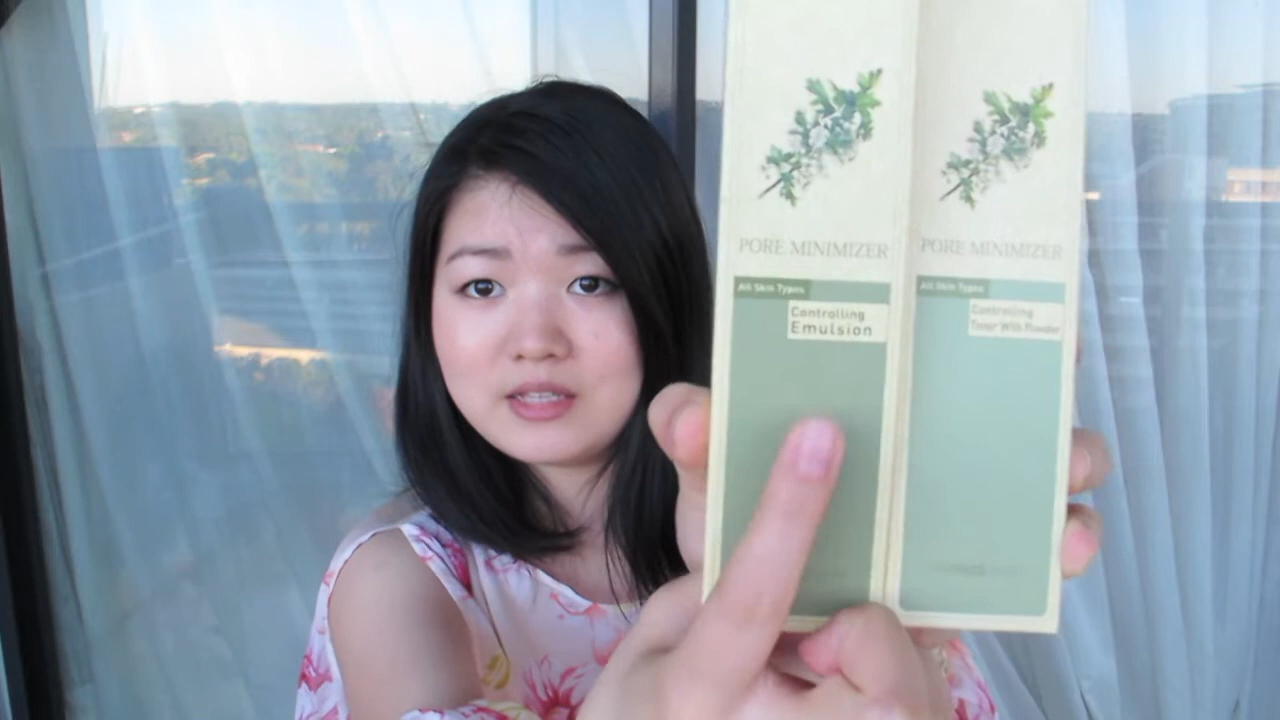 PORE MINIMIZER
All Skin Types
Controlling
Emulsion
PORE MINIMIZER
All Skin Types
Controlling
Toner With Powder